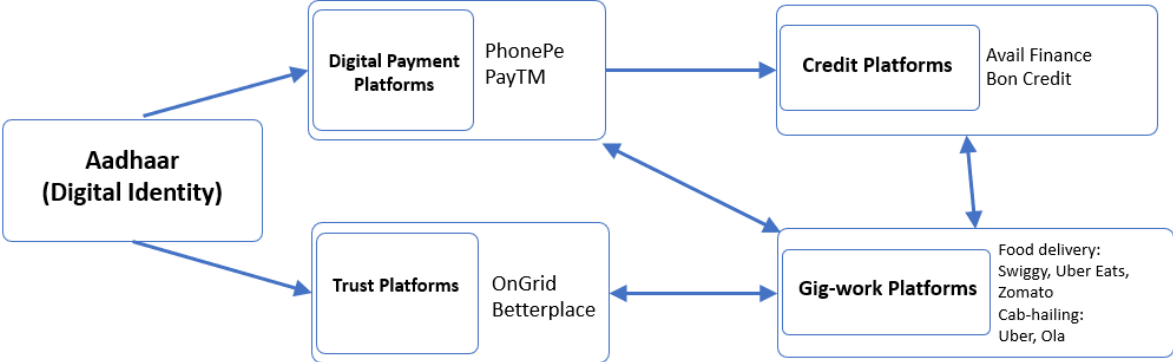 Aadhaar
(Digital Identity)
Digital Payment
Platforms
PhonePe
PayTM
Credit Platforms
Avail Finance
Bon Credit
Trust Platforms
OnGrid
Betterplace
Gig-work Platforms
Food delivery:
Swiggy, Uber Eats,
Zomato
Cab-hailing:
Uber, Ola